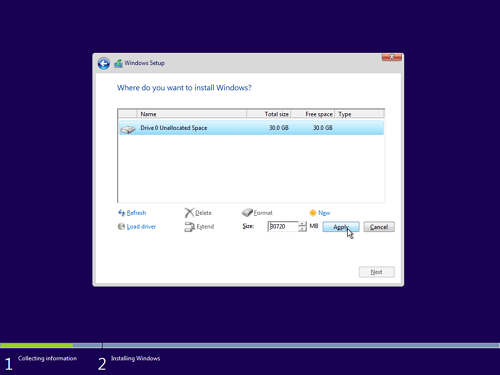 Windows Setup
Where do you want to install Windows?
Name Total size Free space Type
Drive 0 Unallocated Space 30.0 GB 30.0 GB
Refresh Delete Format New
Load driver Extend Size: 30720 MB Apply Cancel
Next
1 Collecting information 2 Installing Windows